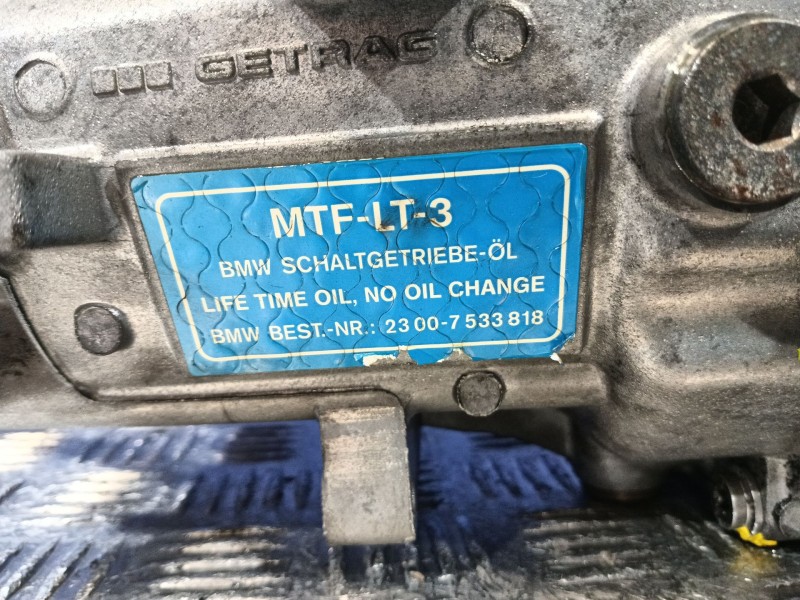 GETRAG
MTF-LT-3
BMW SCHALTGETRIEBE-ÖL
LIFE TIME OIL, NO OIL CHANGE
BMW BEST.-NR.: 23 00-7 533 818